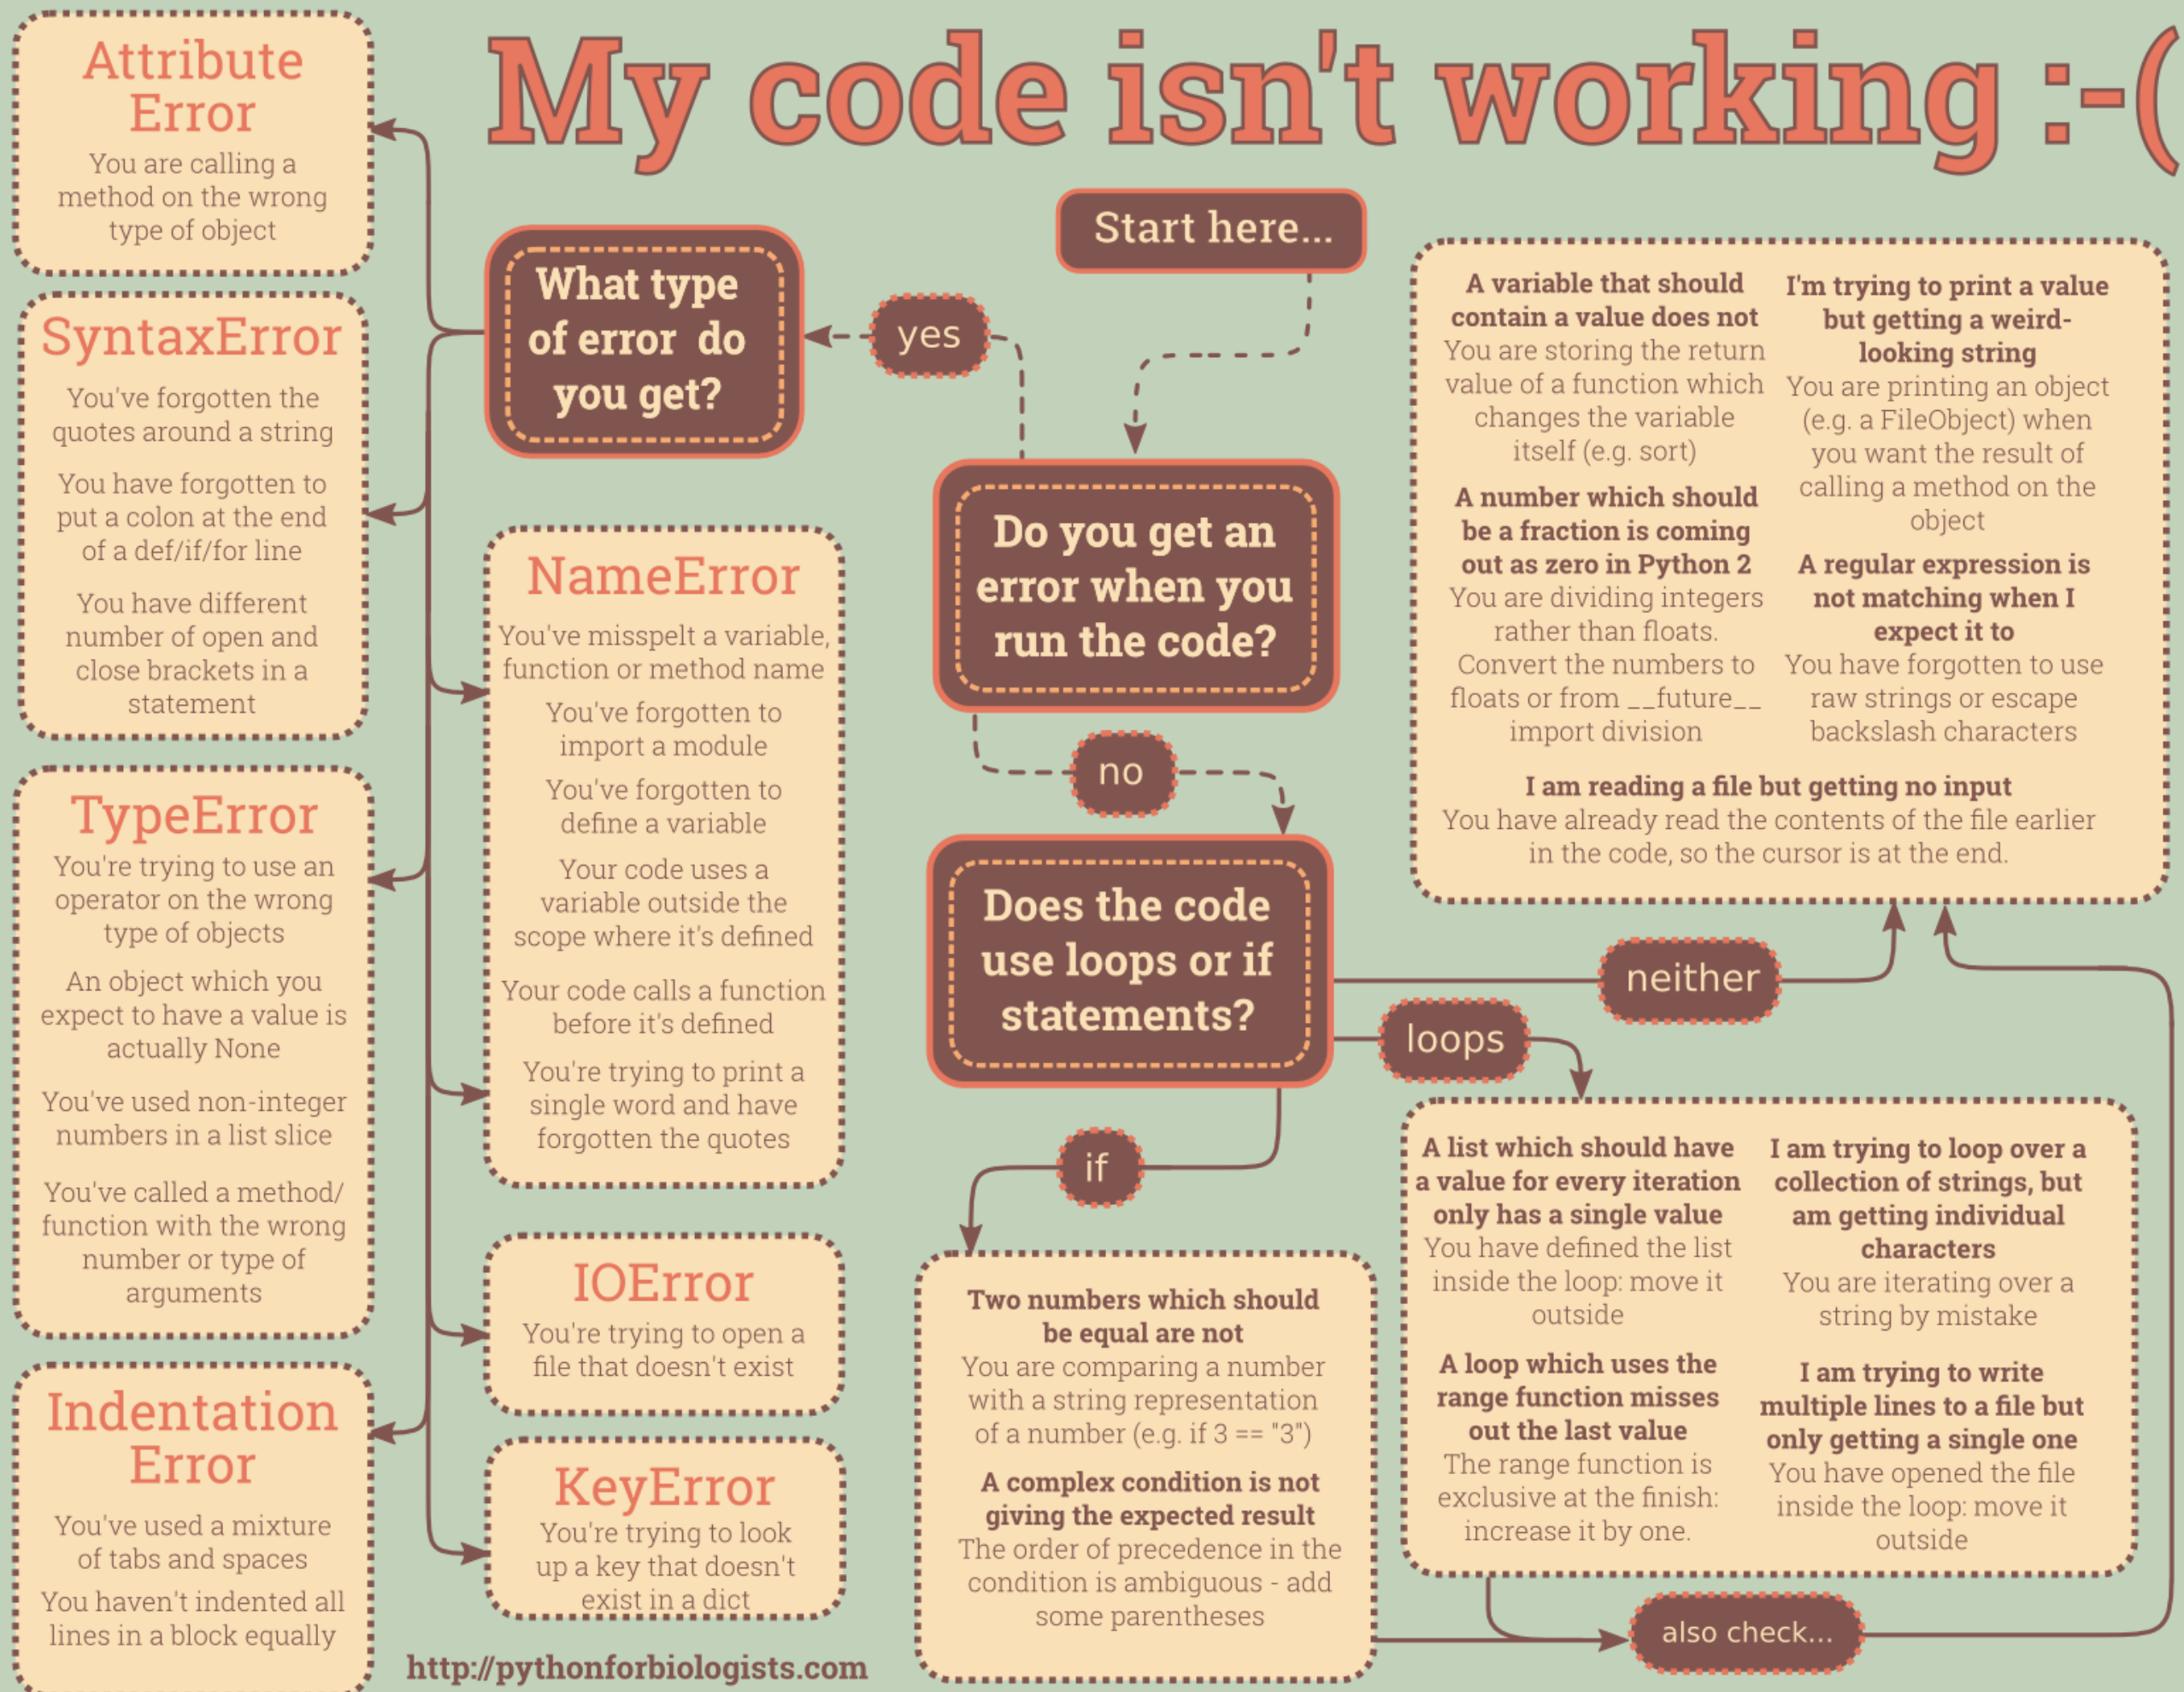 My code isn't working :-(
Start here...
Do you get an
error when you
run the code?
yes
What type
of error do
you get?
Attribute
Error
You are calling a
method on the wrong
type of object
SyntaxError
You've forgotten the
quotes around a string
You have forgotten to
put a colon at the end
of a def/if/for line
You have different
number of open and
close brackets in a
statement
TypeError
You're trying to use an
operator on the wrong
type of objects
An object which you
expect to have a value is
actually None
You've used non-integer
numbers in a list slice
You've called a method/
function with the wrong
number or type of
arguments
Indentation
Error
You've used a mixture
of tabs and spaces
You haven't indented all
lines in a block equally
NameError
You've misspelt a variable,
function or method name
You've forgotten to
import a module
You've forgotten to
define a variable
Your code uses a
variable outside the
scope where it's defined
Your code calls a function
before it's defined
You're trying to print a
single word and have
forgotten the quotes
IOError
You're trying to open a
file that doesn't exist
KeyError
You're trying to look
up a key that doesn't
exist in a dict
http://pythonforbiologists.com
no
Does the code
use loops or if
statements?
if
Two numbers which should
be equal are not
You are comparing a number
with a string representation
of a number (e.g. if 3 == "3")
A complex condition is not
giving the expected result
The order of precedence in the
condition is ambiguous - add
some parentheses
loops
A list which should have
a value for every iteration
only has a single value
You have defined the list
inside the loop: move it
outside
A loop which uses the
range function misses
out the last value
The range function is
exclusive at the finish:
increase it by one.
I am trying to loop over a
collection of strings, but
am getting individual
characters
You are iterating over a
string by mistake
I am trying to write
multiple lines to a file but
only getting a single one
You have opened the file
inside the loop: move it
outside
also check...
neither
A variable that should
contain a value does not
You are storing the return
value of a function which
changes the variable
itself (e.g. sort)
A number which should
be a fraction is coming
out as zero in Python 2
You are dividing integers
rather than floats.
Convert the numbers to
floats or from __future__
import division
I'm trying to print a value
but getting a weird-
looking string
You are printing an object
(e.g. a FileObject) when
you want the result of
calling a method on the
object
A regular expression is
not matching when I
expect it to
You have forgotten to use
raw strings or escape
backslash characters
I am reading a file but getting no input
You have already read the contents of the file earlier
in the code, so the cursor is at the end.